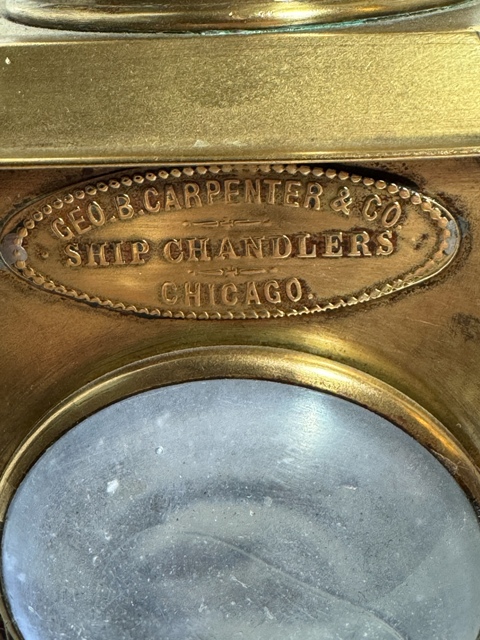 GEO. B. CARPENTER & CO.
SHIP CHANDLERS
CHICAGO.